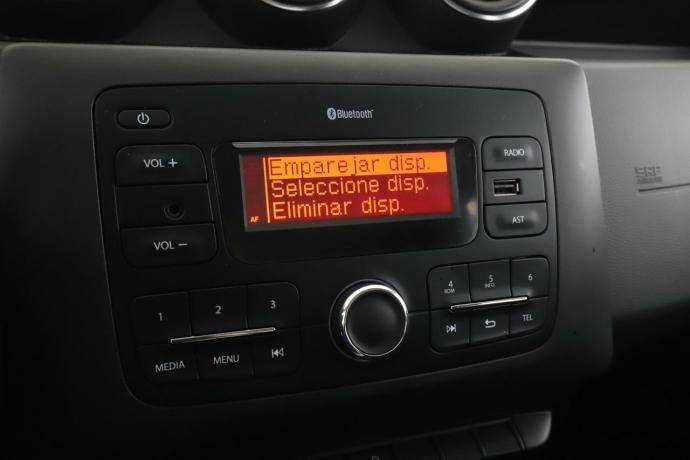 Bluetooth
VOL +
VOL −
Emparejar disp.
Seleccione disp.
Eliminar disp.
AF
RADIO
AST
1 2 3
MEDIA MENU
4 5 6
RDM INFO
TEL